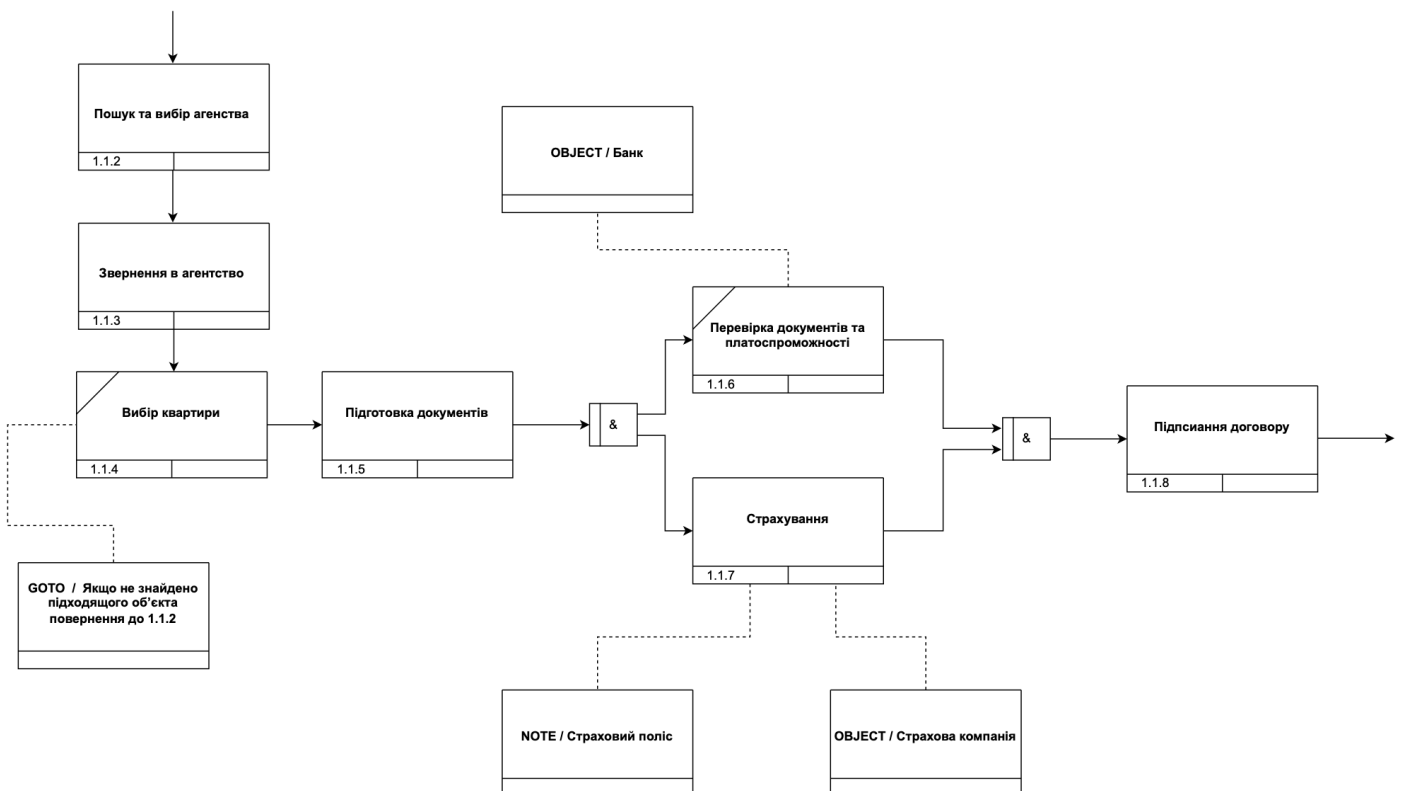 Пошук та вибір агенства
1.1.2
OBJECT / Банк
Звернення в агентство
1.1.3
Перевірка документів та
платоспроможності
1.1.6
Вибір квартири
1.1.4
Підготовка документів
1.1.5
&
&
Підпсиання договору
1.1.8
Страхування
1.1.7
GOTO / Якщо не знайдено
підходящого об'єкта
повернення до 1.1.2
NOTE / Страховий поліс
OBJECT / Страхова компанія